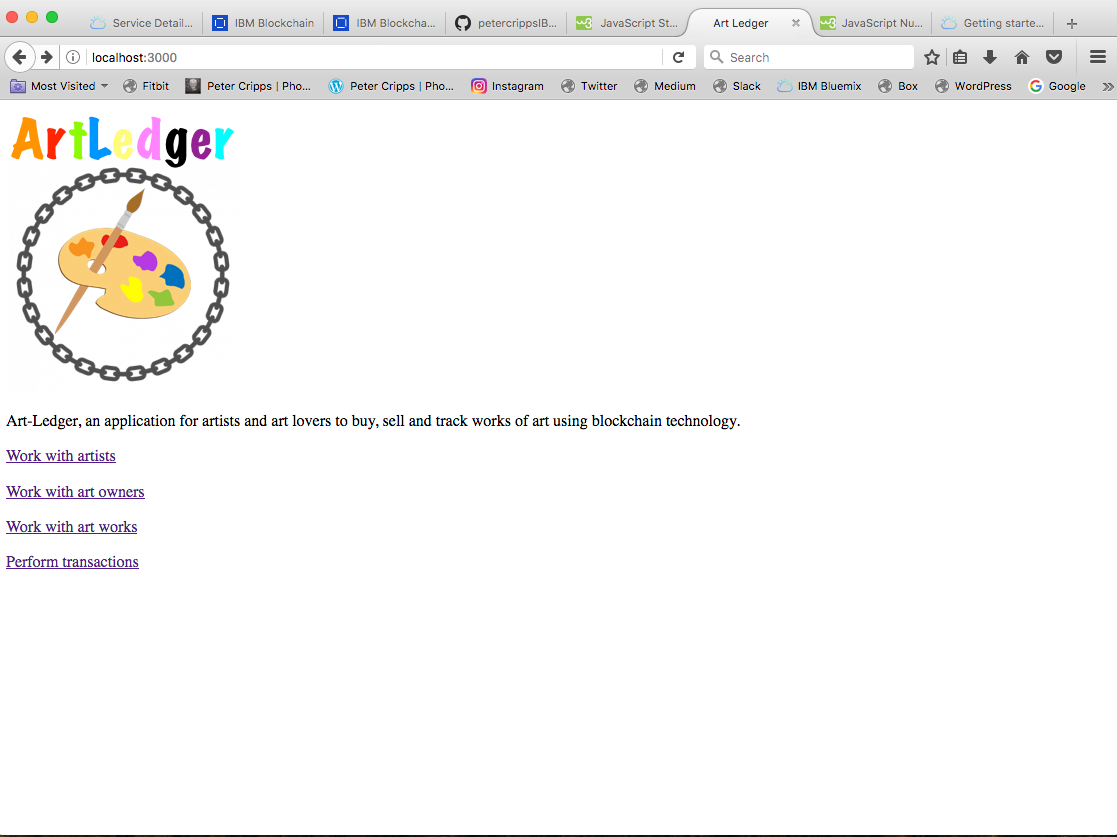 Service Detail...
IBM Blockchain
IBM Blockcha...
petercrippsIB...
JavaScript St...
Art Ledger
JavaScript Nu...
Getting starte...
localhost:3000
Search
Most Visited
Fitbit
Peter Cripps | Pho...
Peter Cripps | Pho...
Instagram
Twitter
Medium
Slack
IBM Bluemix
Box
WordPress
Google
ArtLedger
Art-Ledger, an application for artists and art lovers to buy, sell and track works of art using blockchain technology.
Work with artists
Work with art owners
Work with art works
Perform transactions